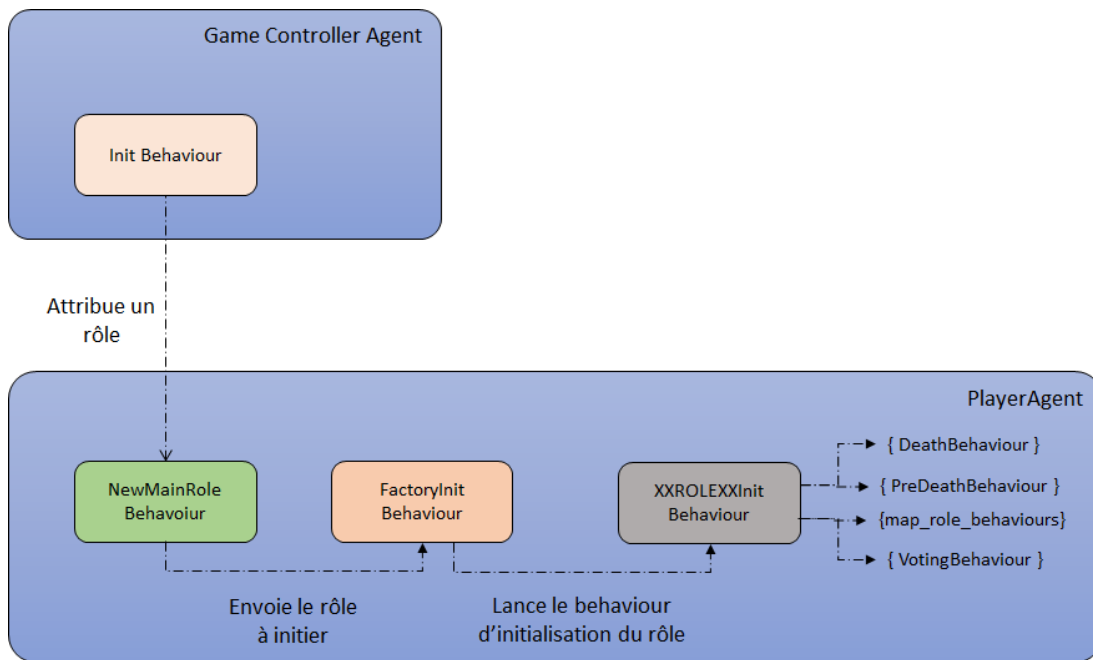 Game Controller Agent
Init Behaviour
Attribue un
rôle
PlayerAgent
NewMainRole
Behavoiur
FactoryInit
Behaviour
XXROLEXXInit
Behaviour
{ DeathBehaviour }
{ PreDeathBehaviour }
{map_role_behaviours}
{ VotingBehaviour }
Envoie le rôle
à initier
Lance le behaviour
d'initialisation du rôle